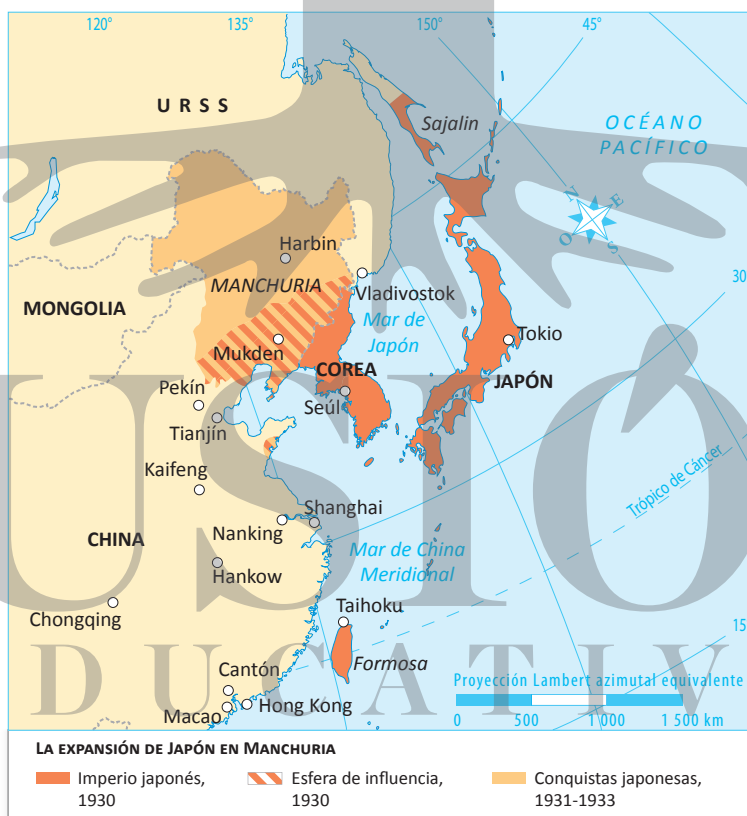 120°
135°
150°
45°
URSS
Sajalin
OCÉANO
PACÍFICO
N
E
O
S
Harbin
MANCHURIA
30
MONGOLIA
Vladivostok
Mar de
Japón
Tokio
Mukden
COREA
JAPÓN
Pekín
Seúl
Tianjín
Kaifeng
Trópico de Cáncer
Shanghai
Nanking
CHINA
Mar de China
Meridional
Hankow
Chongqing
Taihoku
15
Cantón
Formosa
Macao
Hong Kong
Proyección Lambert azimutal equivalente
0 500 1 000 1 500 km
USIÓ
DUCATIV
LA EXPANSIÓN DE JAPÓN EN MANCHURIA
Imperio japonés,
1930
Esfera de influencia,
1930
Conquistas japonesas,
1931-1933